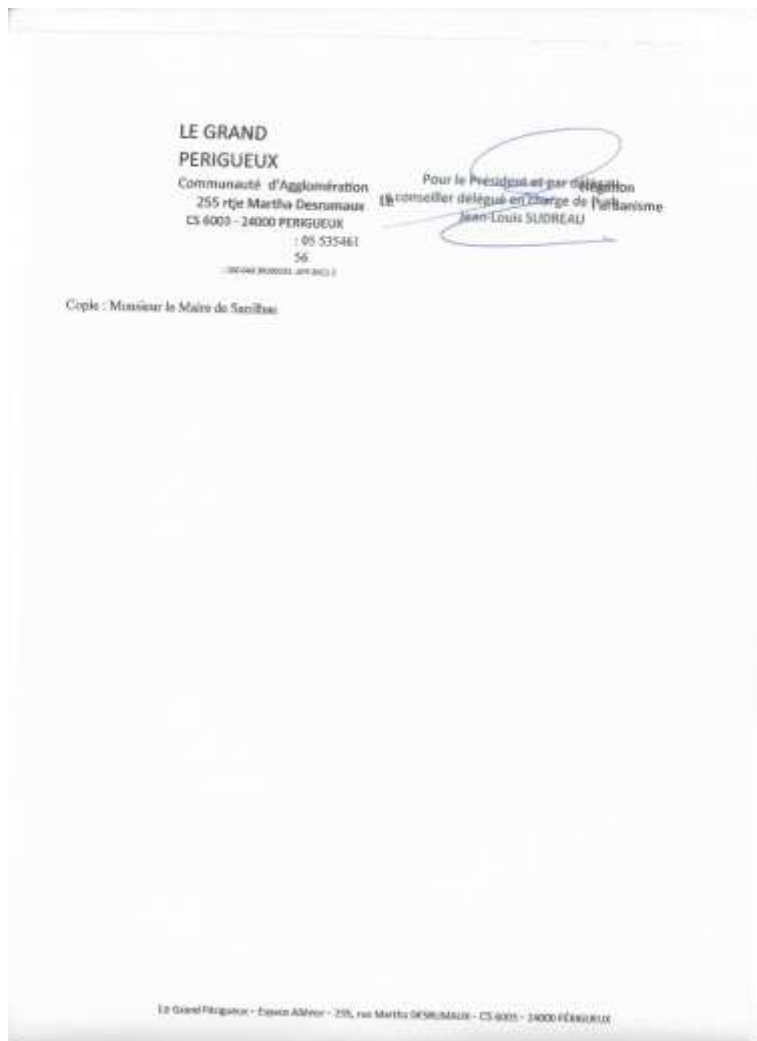 LE GRAND
PERIGUEUX
Communauté d'Agglomération
255 rtje Martha Desrumaux
CS 6003 - 24000 PERIGUEUX
: 05 535461
56
Pour le Président et par délégation
Le conseiller délégué en charge de l'urbanisme
Jean-Louis SUDREAU
Copie : Monsieur le Maire de Sanilhac
Le Grand Périgueux - Espace Aliénor - 255, rue Martha DESRUMAUX - CS 6003 - 24000 PÉRIGUEUX